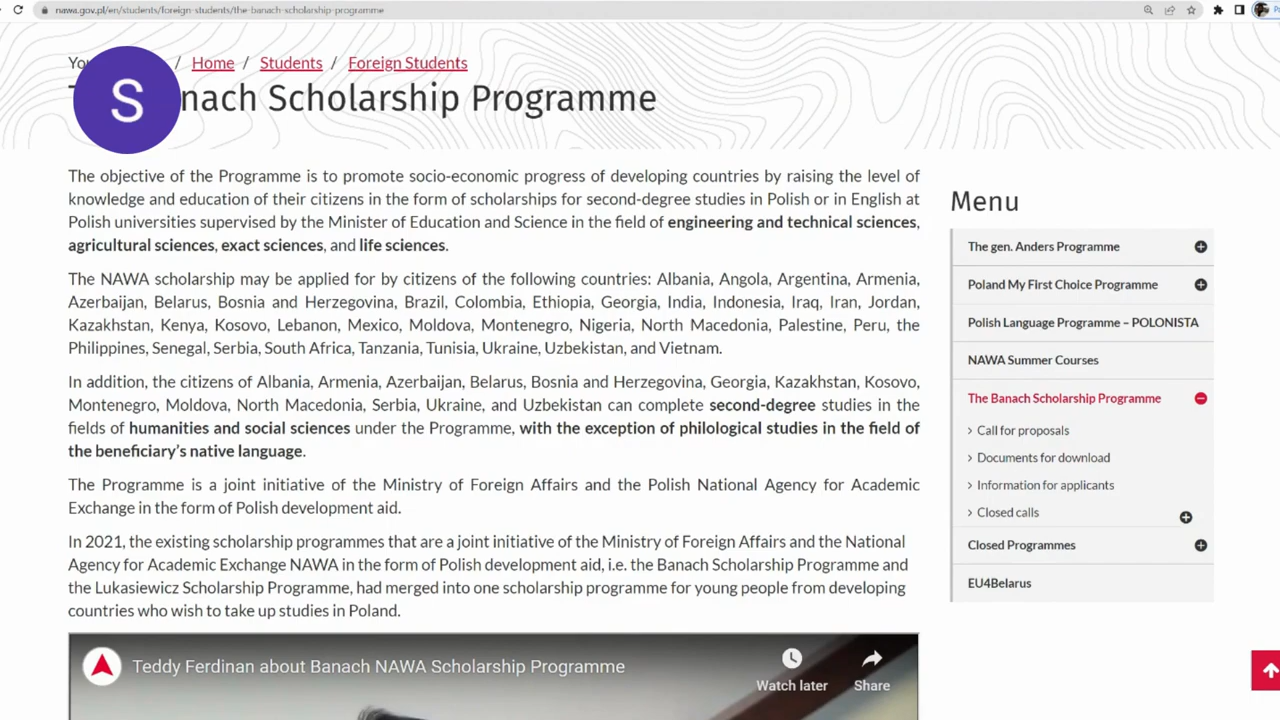 nawa.gov.pl/en/students/foreign-students/the-banach-scholarship-programme
/ Home / Students / Foreign Students
S
nach Scholarship Programme
The objective of the Programme is to promote socio-economic progress of developing countries by raising the level of
knowledge and education of their citizens in the form of scholarships for second-degree studies in Polish or in English at
Polish universities supervised by the Minister of Education and Science in the field of engineering and technical sciences,
agricultural sciences, exact sciences, and life sciences.
The NAWA scholarship may be applied for by citizens of the following countries: Albania, Angola, Argentina, Armenia,
Azerbaijan, Belarus, Bosnia and Herzegovina, Brazil, Colombia, Ethiopia, Georgia, India, Indonesia, Iraq, Iran, Jordan,
Kazakhstan, Kenya, Kosovo, Lebanon, Mexico, Moldova, Montenegro, Nigeria, North Macedonia, Palestine, Peru, the
Philippines, Senegal, Serbia, South Africa, Tanzania, Tunisia, Ukraine, Uzbekistan, and Vietnam.
In addition, the citizens of Albania, Armenia, Azerbaijan, Belarus, Bosnia and Herzegovina, Georgia, Kazakhstan, Kosovo,
Montenegro, Moldova, North Macedonia, Serbia, Ukraine, and Uzbekistan can complete second-degree studies in the
fields of humanities and social sciences under the Programme, with the exception of philological studies in the field of
the beneficiary's native language.
The Programme is a joint initiative of the Ministry of Foreign Affairs and the Polish National Agency for Academic
Exchange in the form of Polish development aid.
In 2021, the existing scholarship programmes that are a joint initiative of the Ministry of Foreign Affairs and the National
Agency for Academic Exchange NAWA in the form of Polish development aid, i.e. the Banach Scholarship Programme and
the Lukasiewicz Scholarship Programme, had merged into one scholarship programme for young people from developing
countries who wish to take up studies in Poland.
Teddy Ferdinan about Banach NAWA Scholarship Programme
Watch later
Share
Menu
The gen. Anders Programme
Poland My First Choice Programme
Polish Language Programme – POLONISTA
NAWA Summer Courses
The Banach Scholarship Programme
> Call for proposals
> Documents for download
> Information for applicants
> Closed calls
Closed Programmes
EU4Belarus